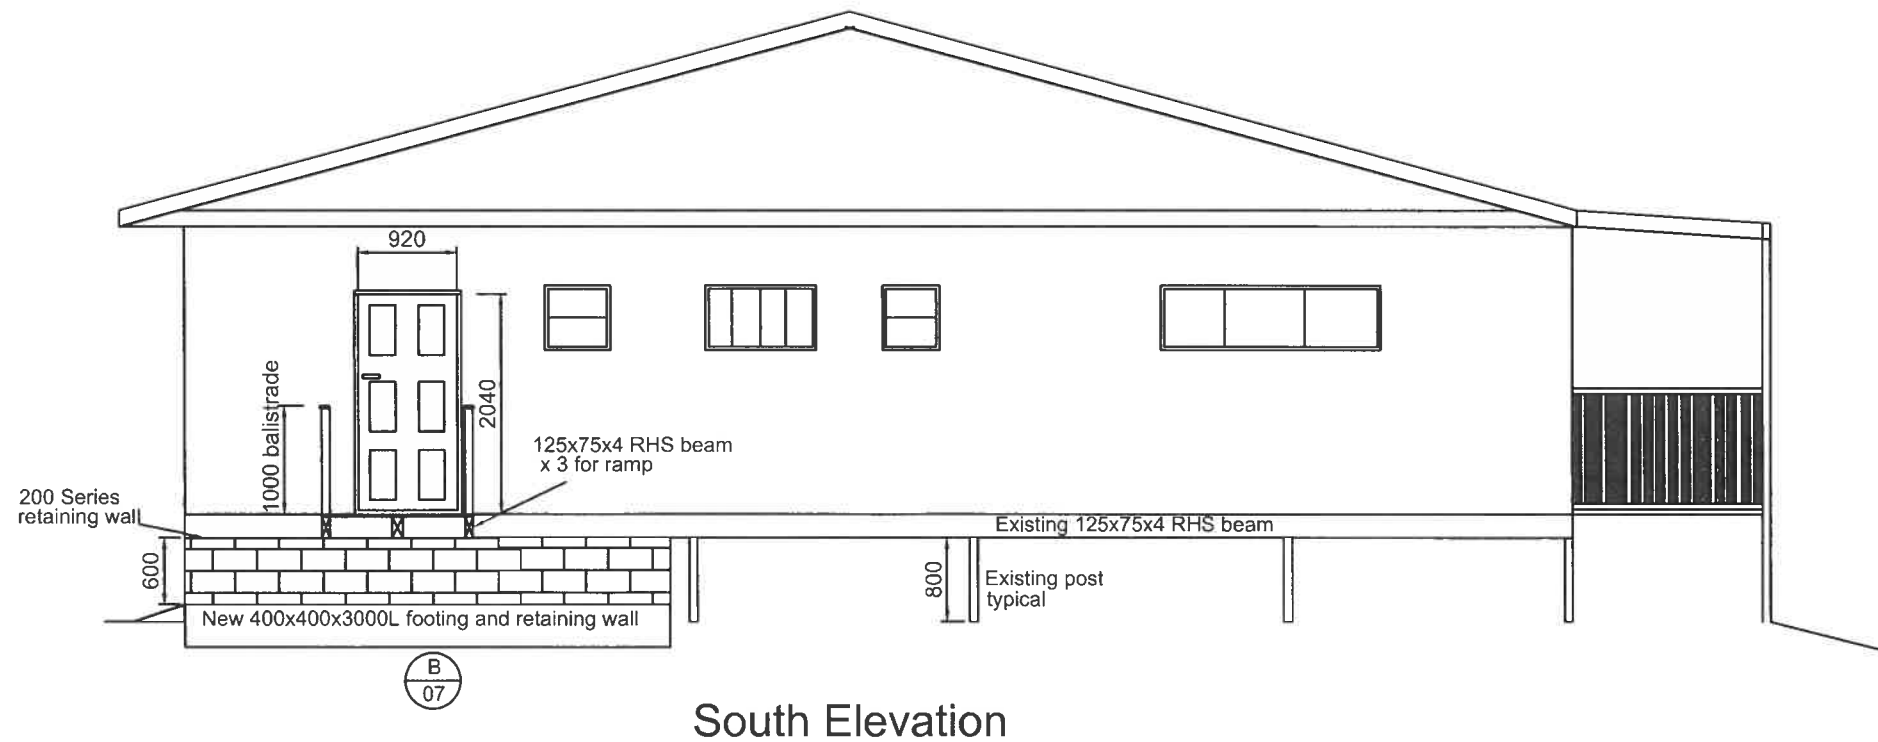 920
2040
1000 balistrade
125x75x4 RHS beam
x 3 for ramp
200 Series
retaining wall
Existing 125x75x4 RHS beam
600
800
Existing post
typical
New 400x400x3000L footing and retaining wall
B
07
South Elevation